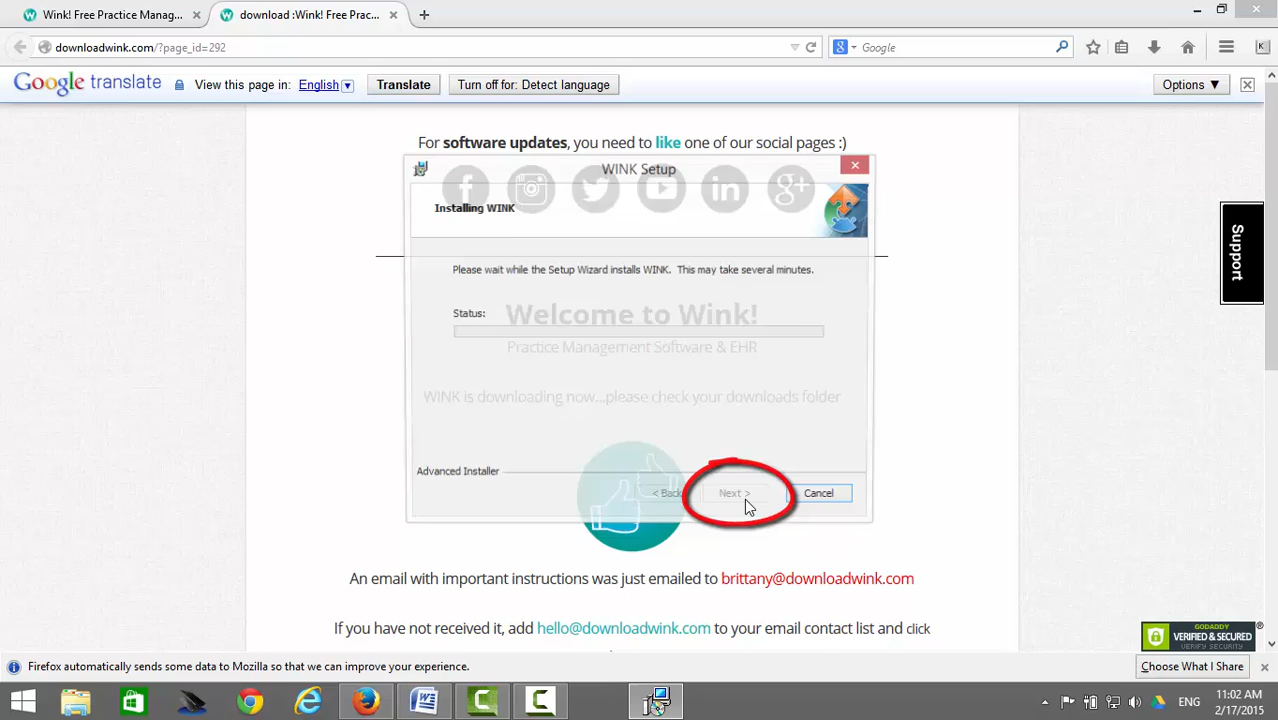 Wink! Free Practice Manag...
download :Wink! Free Prac...
downloadwink.com/?page_id=292
Google
Google translate
View this page in: English
Translate
Turn off for: Detect language
Options ▼
For software updates, you need to like one of our social pages :)
WINK Setup
Installing WINK
Please wait while the Setup Wizard installs WINK. This may take several minutes.
Status:
Welcome to Wink!
Practice Management Software & EHR
WINK is downloading now...please check your downloads folder
Advanced Installer
< Back
Next >
Cancel
Support
An email with important instructions was just emailed to brittany@downloadwink.com
If you have not received it, add hello@downloadwink.com to your email contact list and click
GODADDY
VERIFIED & SECURED
VERIFY SECURITY
Firefox automatically sends some data to Mozilla so that we can improve your experience.
Choose What I Share
ENG
11:02 AM
2/17/2015